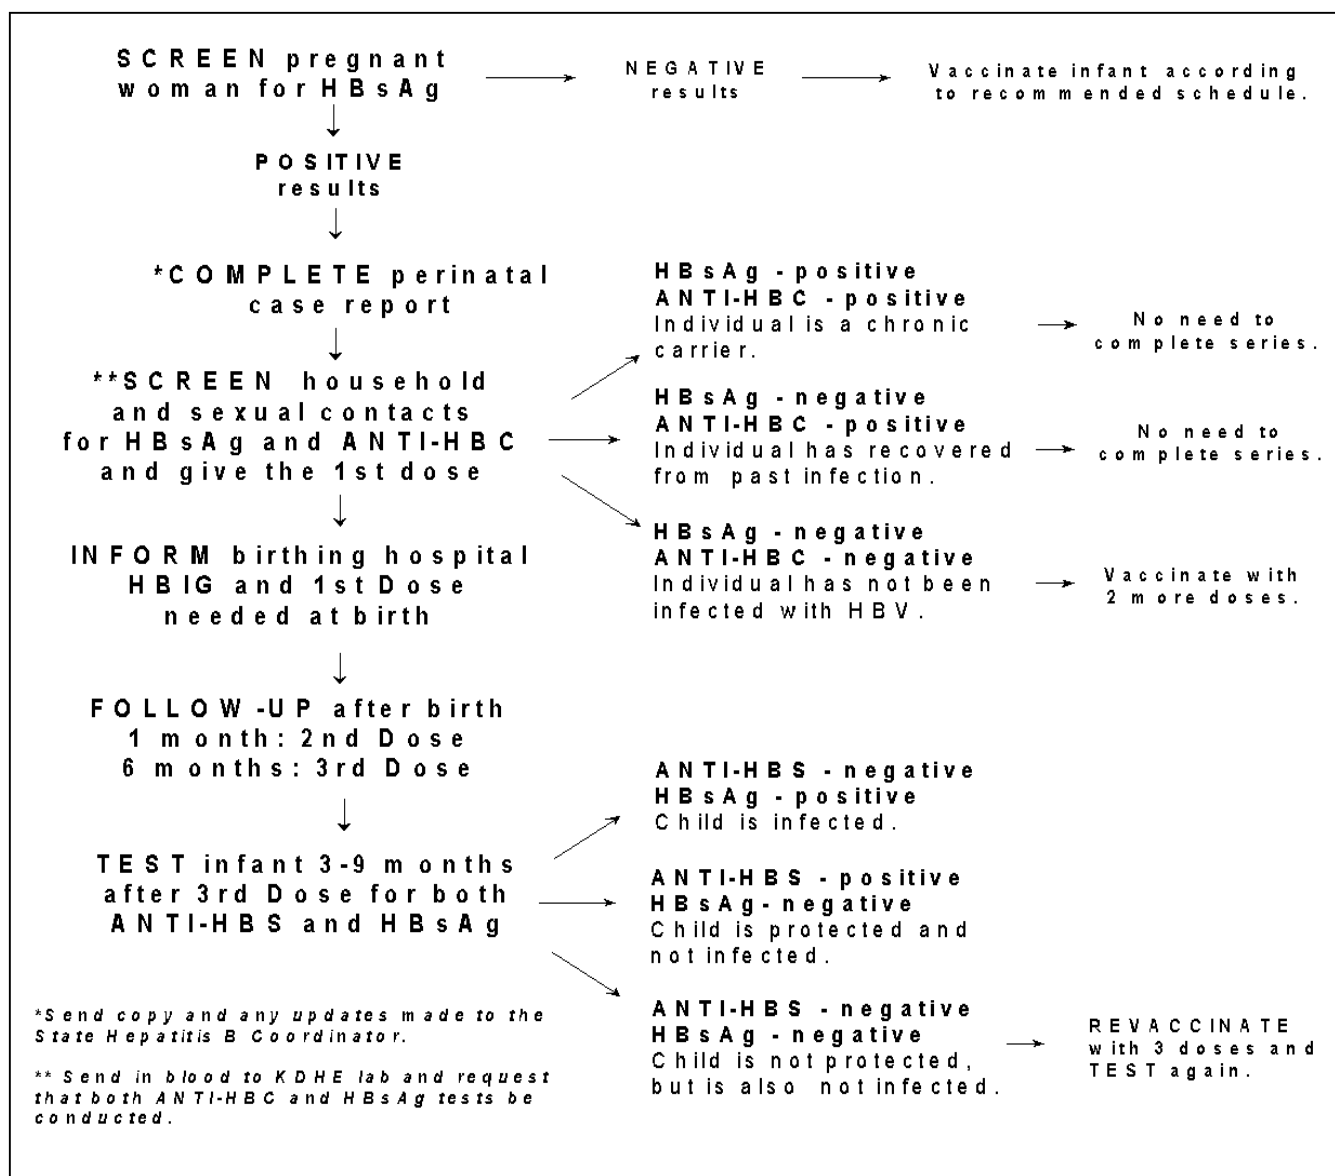 SCREEN pregnant
woman for HBsAg
NEGATIVE
results
Vaccinate infant according
to recommended schedule.
POSITIVE
results
*COMPLETE perinatal
case report
**SCREEN household
and sexual contacts
for HBsAg and ANTI-HBC
and give the 1st dose
HBsAg - positive
ANTI-HBC - positive
Individual is a chronic
carrier.
No need to
complete series.
HBsAg - negative
ANTI-HBC - positive
Individual has recovered
from past infection.
No need to
complete series.
HBsAg - negative
ANTI-HBC - negative
Individual has not been
infected with HBV.
Vaccinate with
2 more doses.
INFORM birthing hospital
HBIG and 1st Dose
needed at birth
FOLLOW-UP after birth
1 month: 2nd Dose
6 months: 3rd Dose
TEST infant 3-9 months
after 3rd Dose for both
ANTI-HBS and HBsAg
ANTI-HBS - negative
HBsAg - positive
Child is infected.
ANTI-HBS - positive
HBsAg- negative
Child is protected and
not infected.
ANTI-HBS - negative
HBsAg - negative
Child is not protected,
but is also not infected.
REVACCINATE
with 3 doses and
TEST again.
*Send copy and any updates made to the
State Hepatitis B Coordinator.
** Send in blood to KDHE lab and request
that both ANTI-HBC and HBsAg tests be
conducted.